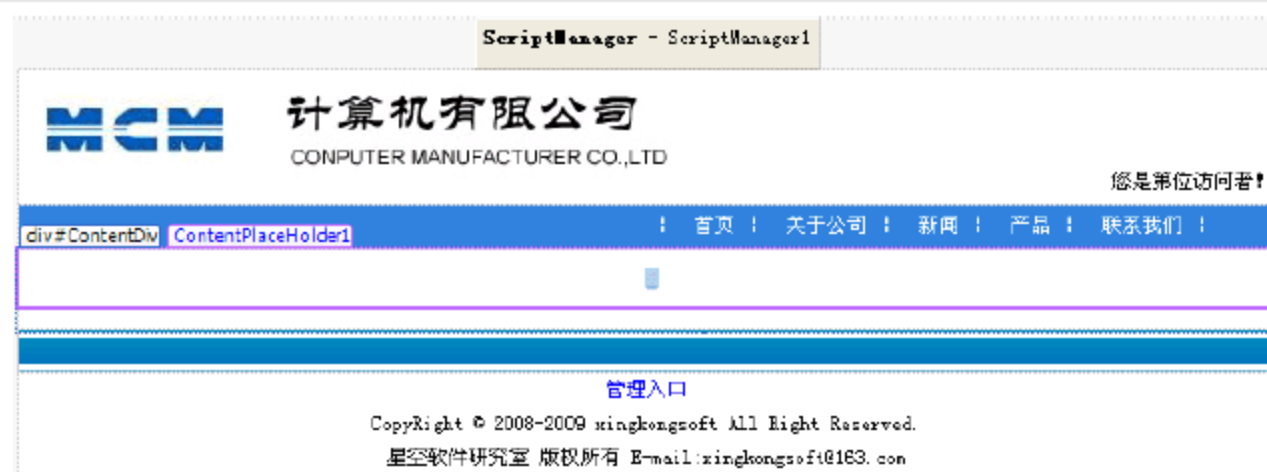 ScriptManager - ScriptManager1
MCM
计算机有限公司
CONPUTER MANUFACTURER CO.,LTD
您是第位访问者!
¦ 首页 ¦ 关于公司 ¦ 新闻 ¦ 产品 ¦ 联系我们 ¦
div#ContentDiv ContentPlaceHolder1
管理入口
CopyRight © 2008-2009 xingkongsoft All Right Reserved.
星空软件研究室 版权所有 E-mail:xingkongsoft@163.com